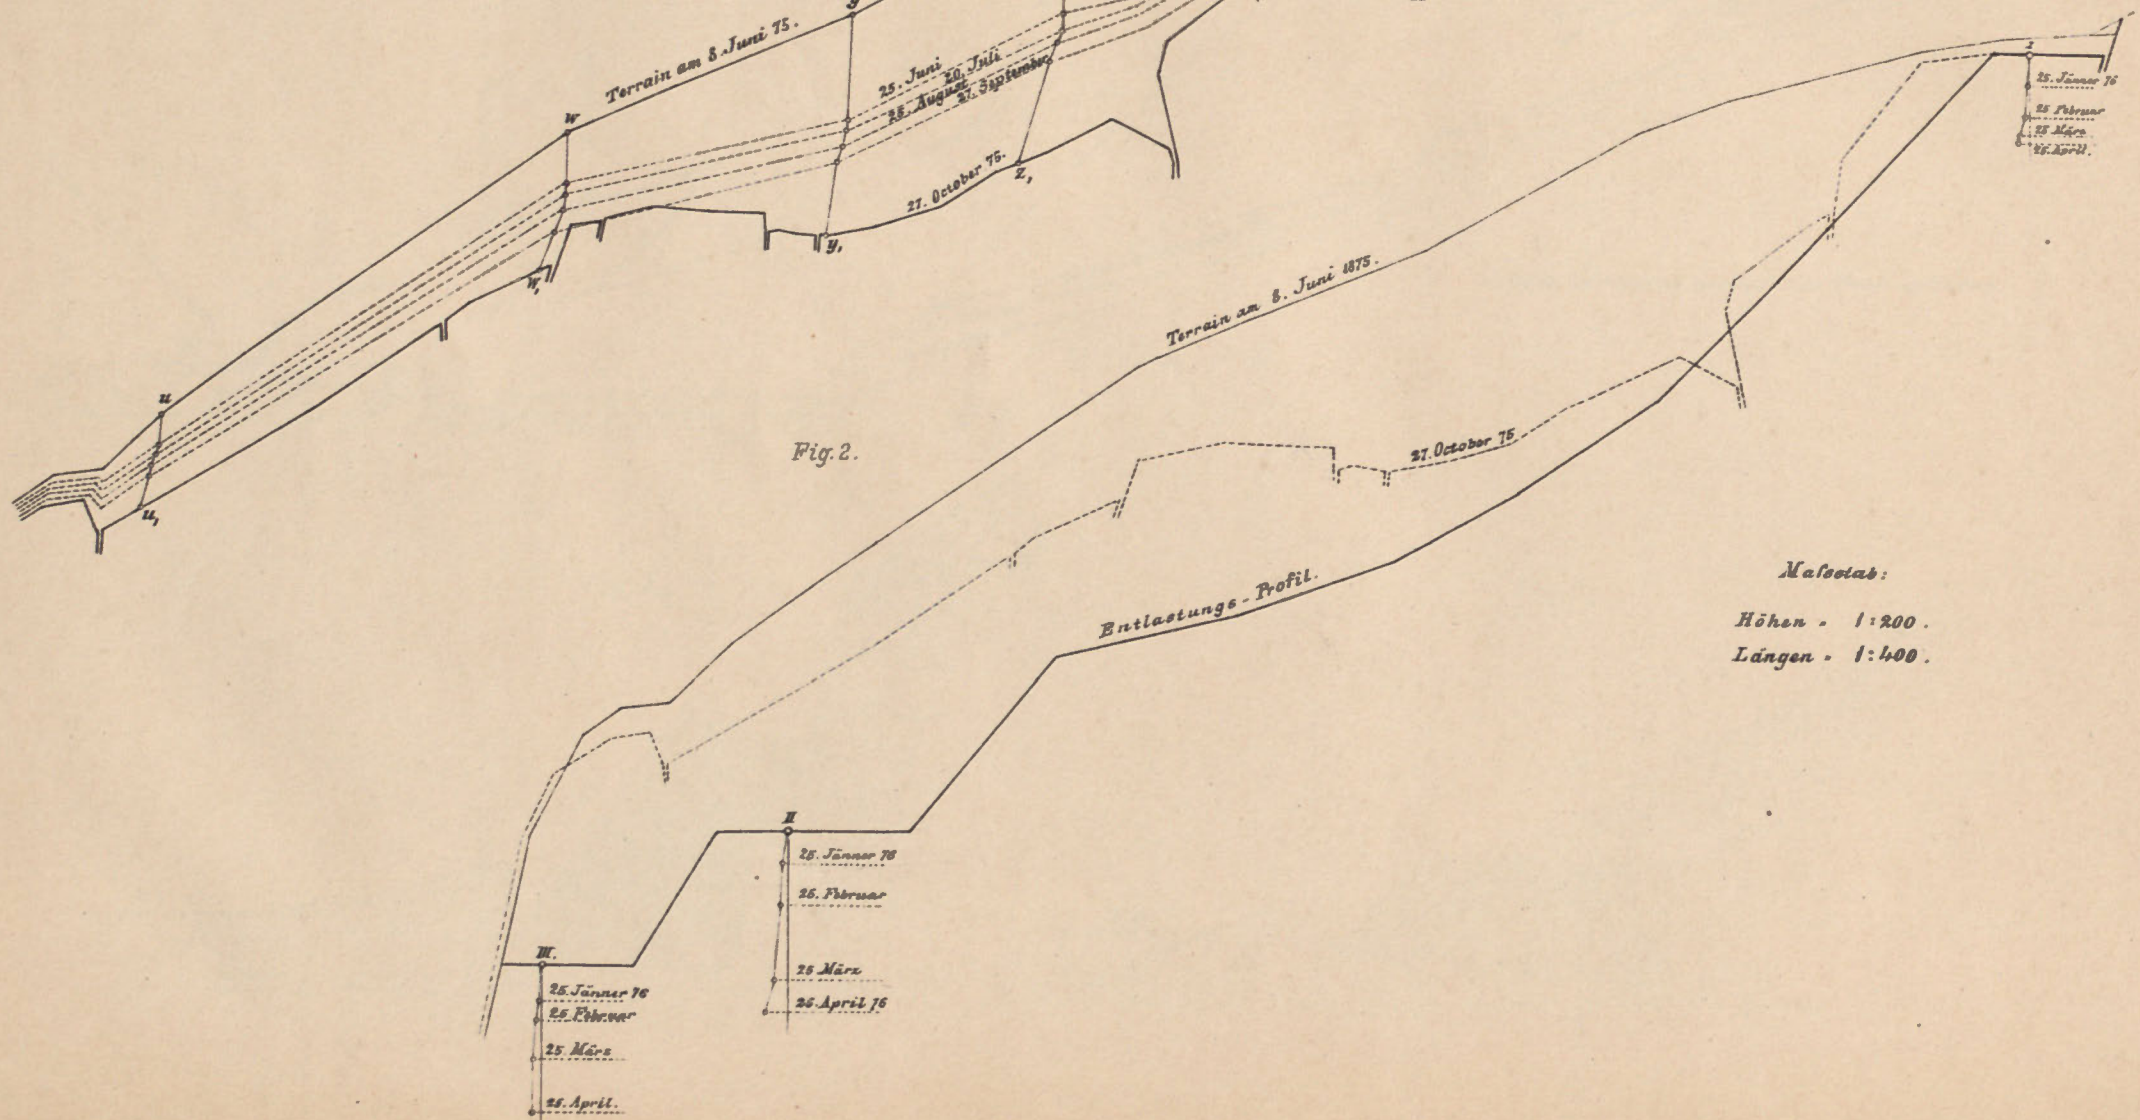 y
Terrain am 8. Juni 75.
25. Juni
20. Juli
25. August
27. September
w
27. October 75.
z,
y,
w,
u
u,
I
25. Jänner 76
25 Februar
25 März
25. April.
Terrain am 8. Juni 1875.
Fig. 2.
27. October 75
Entlastungs-Profil.
Mafsstab:
Höhen = 1:200.
Längen = 1:400.
II
25. Jänner 76
25. Februar
25 März
25. April 76
III.
25. Jänner 76
25 Februar
25 März
25. April.